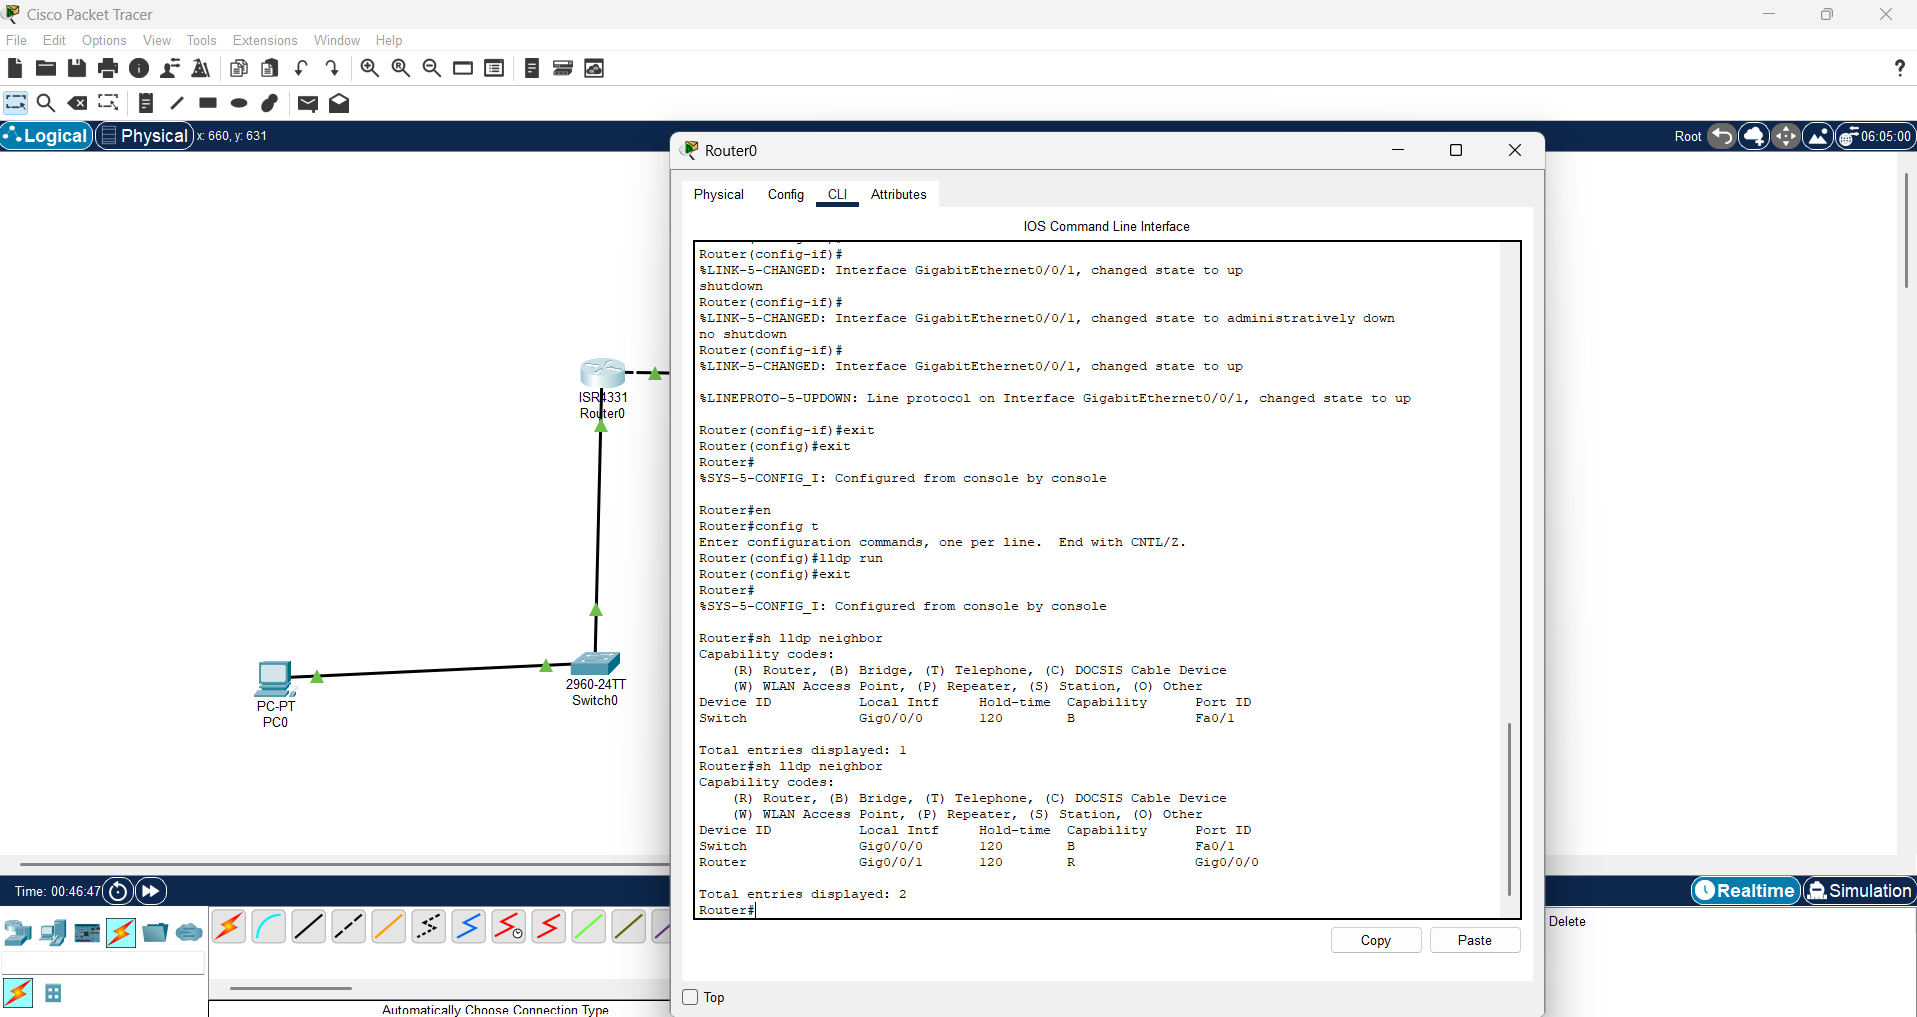 Cisco Packet Tracer
File Edit Options View Tools Extensions Window Help
Logical Physical x: 660, y: 631
Root 06:05:00
Router0
Physical Config CLI Attributes
IOS Command Line Interface
Router(config-if)#
%LINK-5-CHANGED: Interface GigabitEthernet0/0/1, changed state to up
shutdown
Router(config-if)#
%LINK-5-CHANGED: Interface GigabitEthernet0/0/1, changed state to administratively down
no shutdown
Router(config-if)#
%LINK-5-CHANGED: Interface GigabitEthernet0/0/1, changed state to up
%LINEPROTO-5-UPDOWN: Line protocol on Interface GigabitEthernet0/0/1, changed state to up
Router(config-if)#exit
Router(config)#exit
Router#
%SYS-5-CONFIG_I: Configured from console by console
Router#en
Router#config t
Enter configuration commands, one per line.  End with CNTL/Z.
Router(config)#lldp run
Router(config)#exit
Router#
%SYS-5-CONFIG_I: Configured from console by console
Router#sh lldp neighbor
Capability codes:
(R) Router, (B) Bridge, (T) Telephone, (C) DOCSIS Cable Device
(W) WLAN Access Point, (P) Repeater, (S) Station, (O) Other
Device ID Local Intf Hold-time Capability Port ID
Switch Gig0/0/0 120 B Fa0/1
Total entries displayed: 1
Router#sh lldp neighbor
Capability codes:
(R) Router, (B) Bridge, (T) Telephone, (C) DOCSIS Cable Device
(W) WLAN Access Point, (P) Repeater, (S) Station, (O) Other
Device ID Local Intf Hold-time Capability Port ID
Switch Gig0/0/0 120 B Fa0/1
Router Gig0/0/1 120 R Gig0/0/0
Total entries displayed: 2
Router#
Copy Paste
Top
ISR4331
Router0
2960-24TT
Switch0
PC-PT
PC0
Time: 00:46:47
Realtime Simulation
Delete
Automatically Choose Connection Type